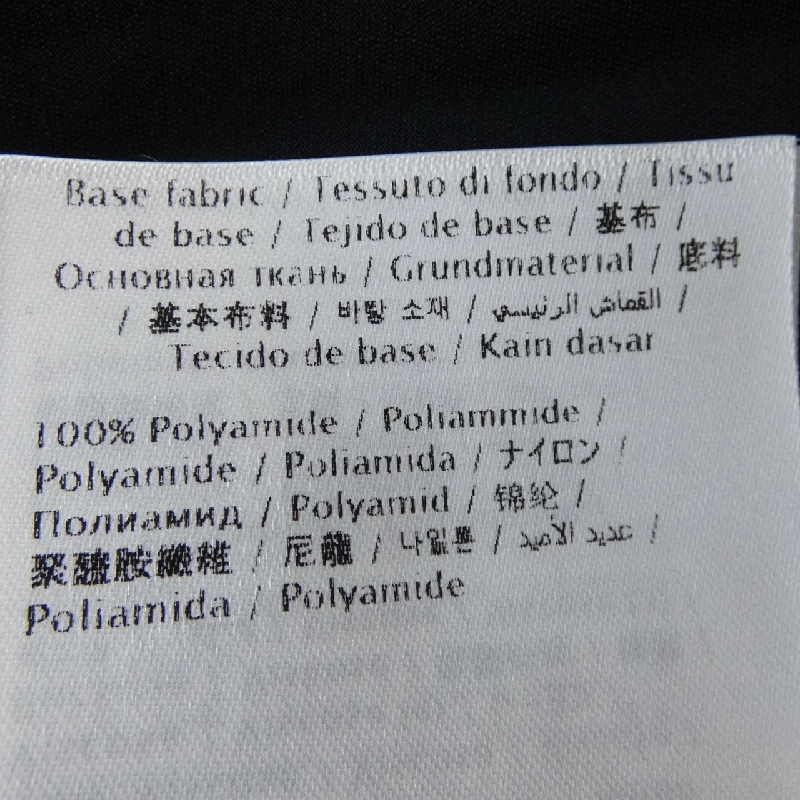 Base fabric / Tessuto di fondo / Tissu
de base / Tejido de base / 基布 /
Основная ткань / Grundmaterial / 底料
/ 基本布料 / 바탕 소재 / القماش الرئيسي /
Tecido de base / Kain dasar
100% Polyamide / Poliammide /
Polyamide / Poliamida / ナイロン /
Полиамид / Polyamid / 锦纶 /
聚醯胺纖維 / 尼龍 / 나일론 / عديد الأميد /
Poliamida / Polyamide